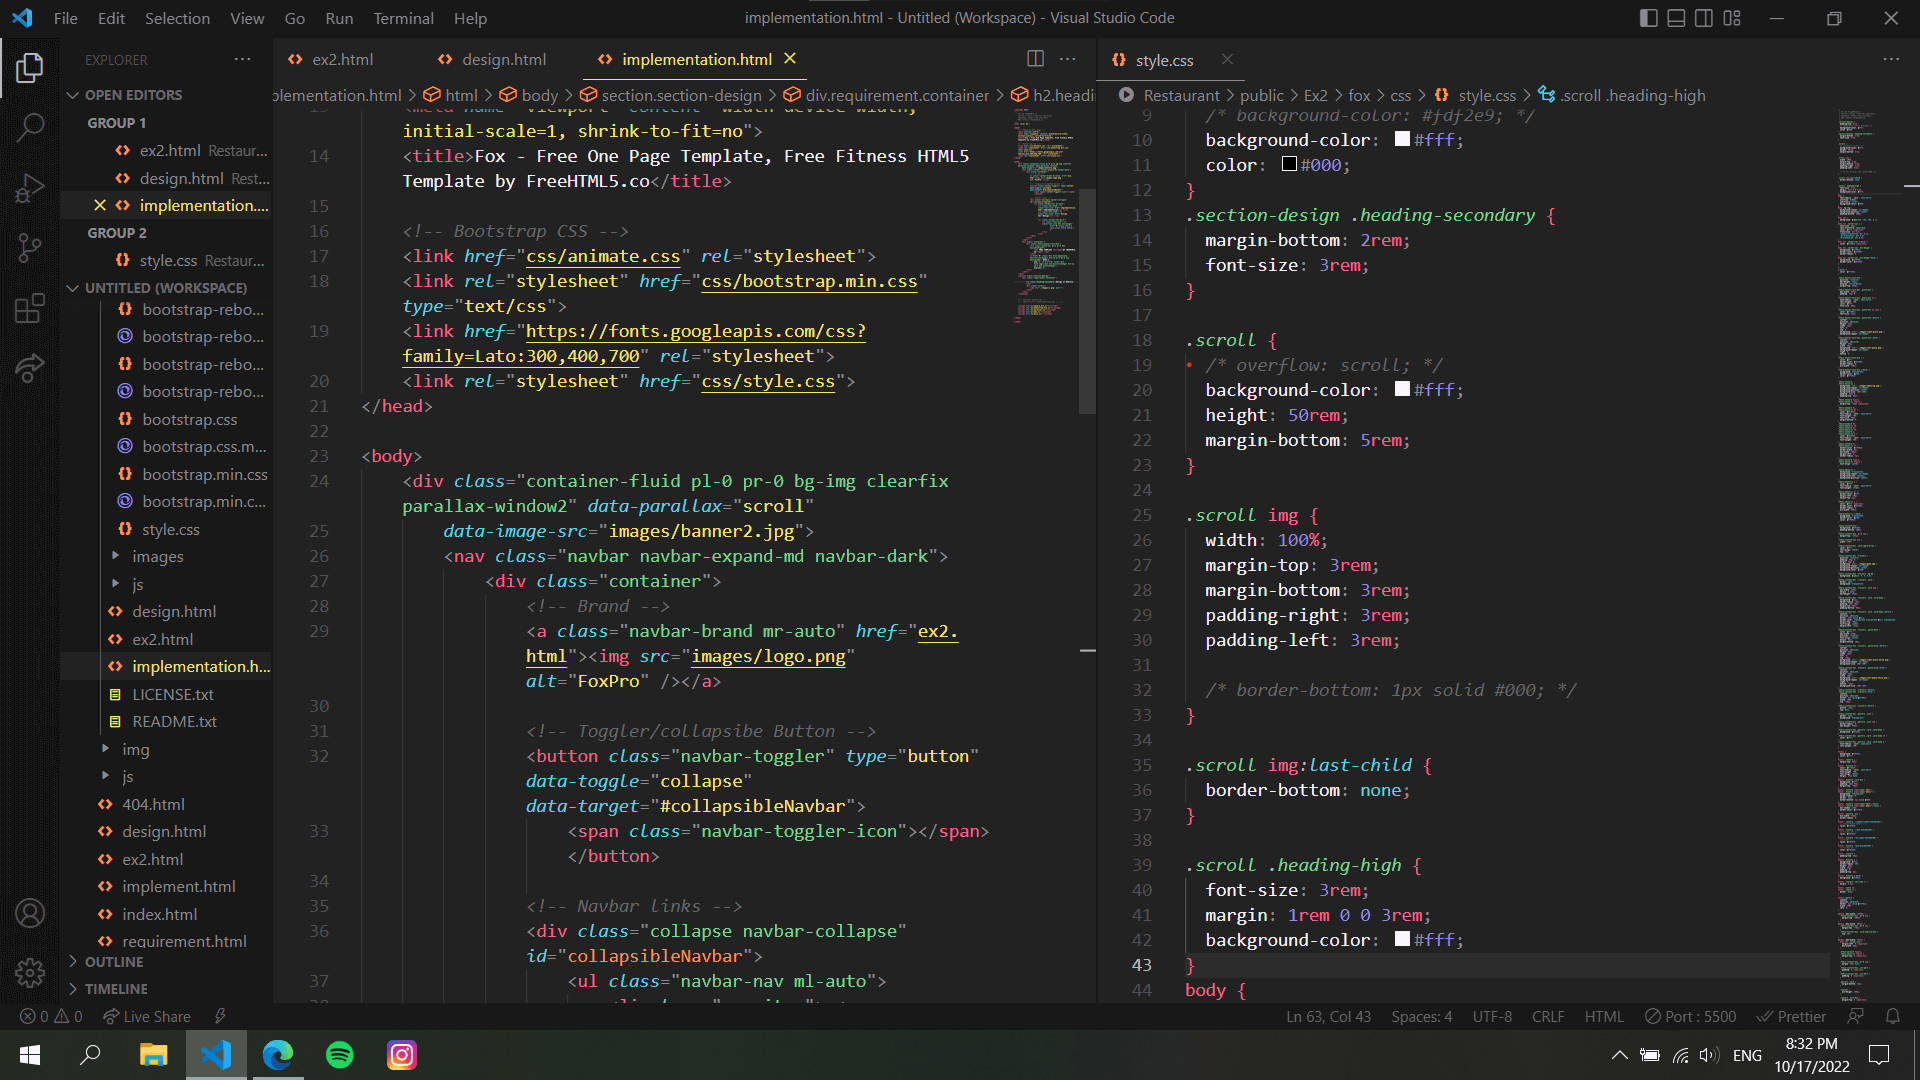 File Edit Selection View Go Run Terminal Help
implementation.html - Untitled (Workspace) - Visual Studio Code
EXPLORER
OPEN EDITORS
GROUP 1
ex2.html Restaur...
design.html Rest...
implementation....
GROUP 2
style.css Restaur...
UNTITLED (WORKSPACE)
bootstrap-rebo...
bootstrap-rebo...
bootstrap-rebo...
bootstrap-rebo...
bootstrap.css
bootstrap.css.m...
bootstrap.min.css
bootstrap.min.c...
style.css
images
js
design.html
ex2.html
implementation.h...
LICENSE.txt
README.txt
img
js
404.html
design.html
ex2.html
implement.html
index.html
requirement.html
OUTLINE
TIMELINE
ex2.html
design.html
implementation.html
plementation.html > html > body > section.section-design > div.requirement.container > h2.headi
initial-scale=1, shrink-to-fit=no">
14 <title>Fox - Free One Page Template, Free Fitness HTML5
Template by FreeHTML5.co</title>
15
16 <!-- Bootstrap CSS -->
17 <link href="css/animate.css" rel="stylesheet">
18 <link rel="stylesheet" href="css/bootstrap.min.css"
type="text/css">
19 <link href="https://fonts.googleapis.com/css?
family=Lato:300,400,700" rel="stylesheet">
20 <link rel="stylesheet" href="css/style.css">
21 </head>
22
23 <body>
24 <div class="container-fluid pl-0 pr-0 bg-img clearfix
parallax-window2" data-parallax="scroll"
25 data-image-src="images/banner2.jpg">
26 <nav class="navbar navbar-expand-md navbar-dark">
27 <div class="container">
28 <!-- Brand -->
29 <a class="navbar-brand mr-auto" href="ex2.
html"><img src="images/logo.png"
alt="FoxPro" /></a>
30
31 <!-- Toggler/collapsibe Button -->
32 <button class="navbar-toggler" type="button"
data-toggle="collapse"
data-target="#collapsibleNavbar">
33 <span class="navbar-toggler-icon"></span>
</button>
34
35 <!-- Navbar links -->
36 <div class="collapse navbar-collapse"
id="collapsibleNavbar">
37 <ul class="navbar-nav ml-auto">
style.css
Restaurant > public > Ex2 > fox > css > style.css > .scroll .heading-high
9 /* background-color: #fdf2e9; */
10 background-color: #fff;
11 color: #000;
12 }
13 .section-design .heading-secondary {
14 margin-bottom: 2rem;
15 font-size: 3rem;
16 }
17
18 .scroll {
19 /* overflow: scroll; */
20 background-color: #fff;
21 height: 50rem;
22 margin-bottom: 5rem;
23 }
24
25 .scroll img {
26 width: 100%;
27 margin-top: 3rem;
28 margin-bottom: 3rem;
29 padding-right: 3rem;
30 padding-left: 3rem;
31
32 /* border-bottom: 1px solid #000; */
33 }
34
35 .scroll img:last-child {
36 border-bottom: none;
37 }
38
39 .scroll .heading-high {
40 font-size: 3rem;
41 margin: 1rem 0 0 3rem;
42 background-color: #fff;
43 }
44 body {
0 0 Live Share
Ln 63, Col 43 Spaces: 4 UTF-8 CRLF HTML Port : 5500 Prettier
ENG
8:32 PM
10/17/2022